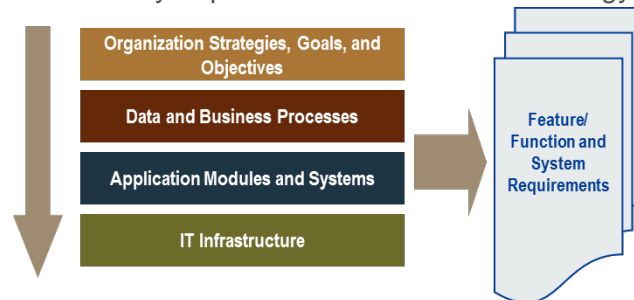 Organization Strategies, Goals, and
Objectives
Data and Business Processes
Application Modules and Systems
IT Infrastructure
Feature/
Function and
System
Requirements